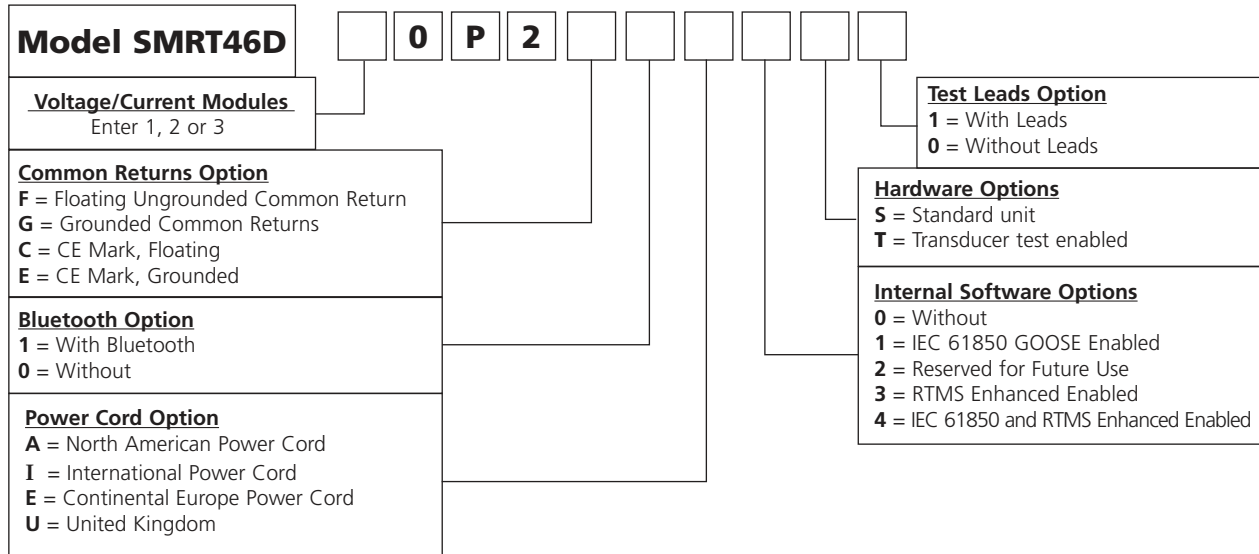 Model SMRT46D
0 P 2
Voltage/Current Modules
Enter 1, 2 or 3
Common Returns Option
F = Floating Ungrounded Common Return
G = Grounded Common Returns
C = CE Mark, Floating
E = CE Mark, Grounded
Bluetooth Option
1 = With Bluetooth
0 = Without
Power Cord Option
A = North American Power Cord
I = International Power Cord
E = Continental Europe Power Cord
U = United Kingdom
Test Leads Option
1 = With Leads
0 = Without Leads
Hardware Options
S = Standard unit
T = Transducer test enabled
Internal Software Options
0 = Without
1 = IEC 61850 GOOSE Enabled
2 = Reserved for Future Use
3 = RTMS Enhanced Enabled
4 = IEC 61850 and RTMS Enhanced Enabled